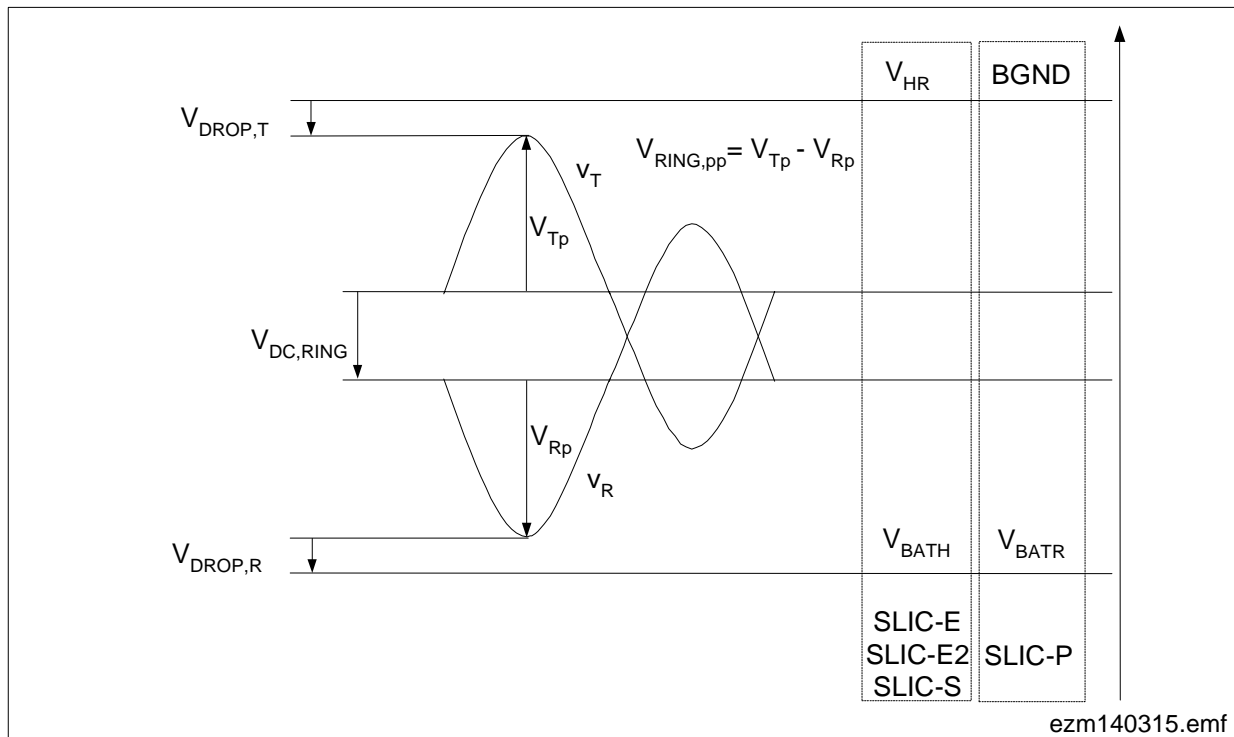 V_HR
BGND
V_DROP,T
V_RING,pp = V_Tp - V_Rp
v_T
V_Tp
V_DC,RING
V_Rp
v_R
V_DROP,R
V_BATH
V_BATR
SLIC-E
SLIC-E2
SLIC-S
SLIC-P
ezm140315.emf